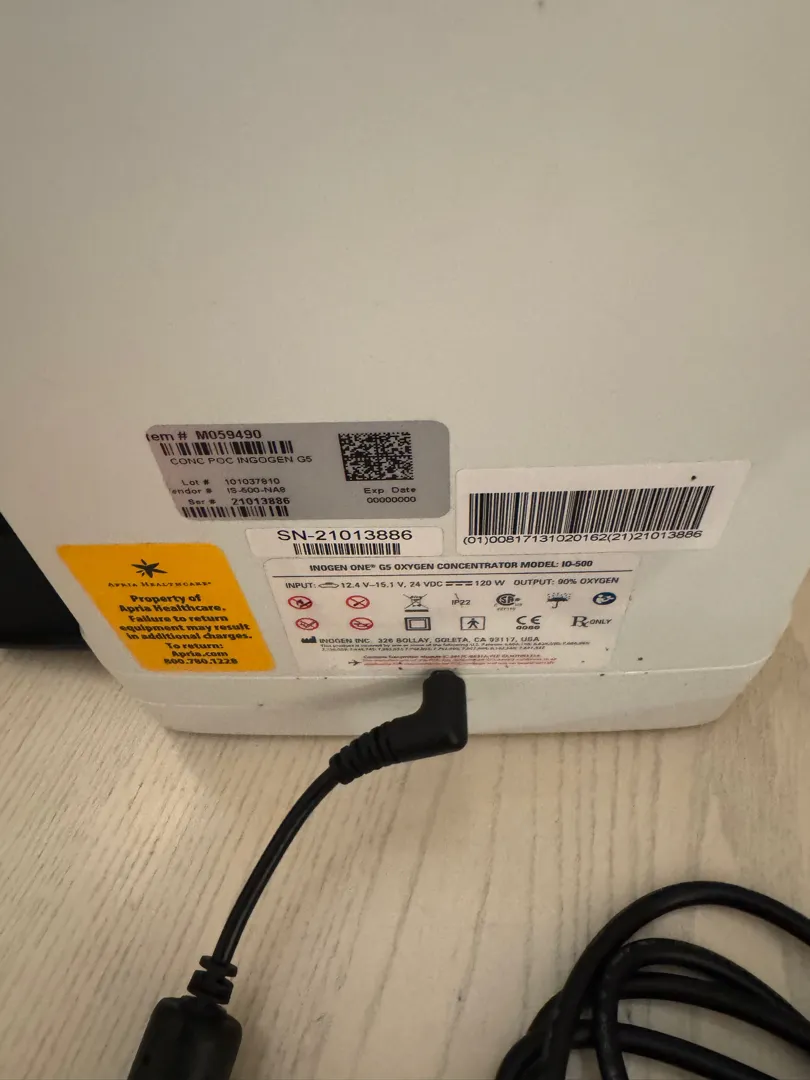 em # M059490
CONC POC INGOGEN G5
Lot # 101037810
endor # IS-500-NA8
Ser # 21013886
Exp. Date
00000000
SN-21013886
(01)00817131020162(21)21013886
APRIA HEALTHCARE
Property of
Apria Healthcare.
Failure to return
equipment may result
in additional charges.
To return:
Apria.com
800.780.1228
INOGEN ONE® G5 OXYGEN CONCENTRATOR MODEL: IO-500
INPUT: 12.4 V–15.1 V, 24 VDC 120 W OUTPUT: 90% OXYGEN
IP22
CE
Rx ONLY
INOGEN INC. 326 BOLLAY, GOLETA, CA 93117, USA